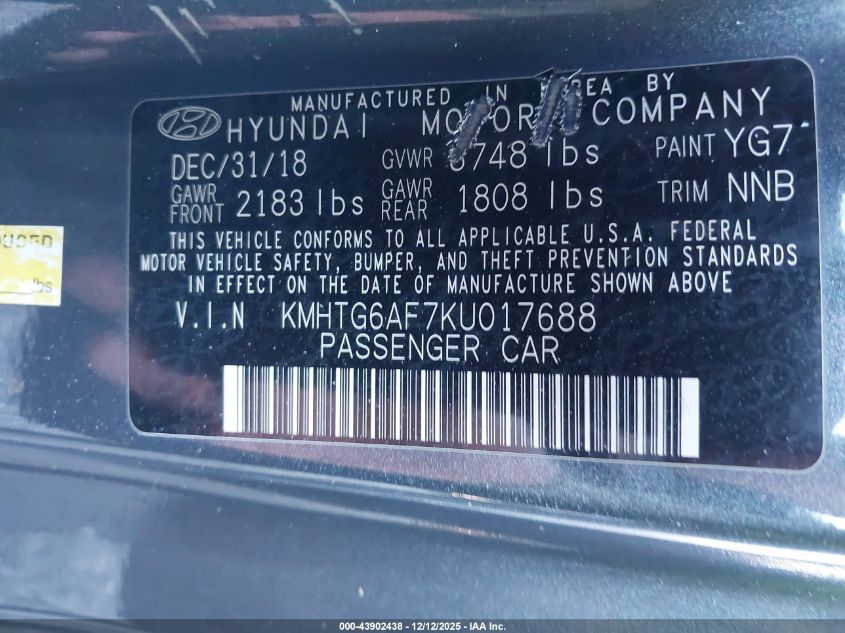 MANUFACTURED IN KOREA BY
HYUNDAI MOTOR COMPANY
DEC/31/18 GVWR 3748 lbs PAINT YG7
GAWR FRONT 2183 lbs GAWR REAR 1808 lbs TRIM NNB
THIS VEHICLE CONFORMS TO ALL APPLICABLE U.S.A. FEDERAL
MOTOR VEHICLE SAFETY, BUMPER, AND THEFT PREVENTION STANDARDS
IN EFFECT ON THE DATE OF MANUFACTURE SHOWN ABOVE
V.I.N KMHTG6AF7KU017688
PASSENGER CAR
lbs
000-43902438 - 12/12/2025 - IAA Inc.